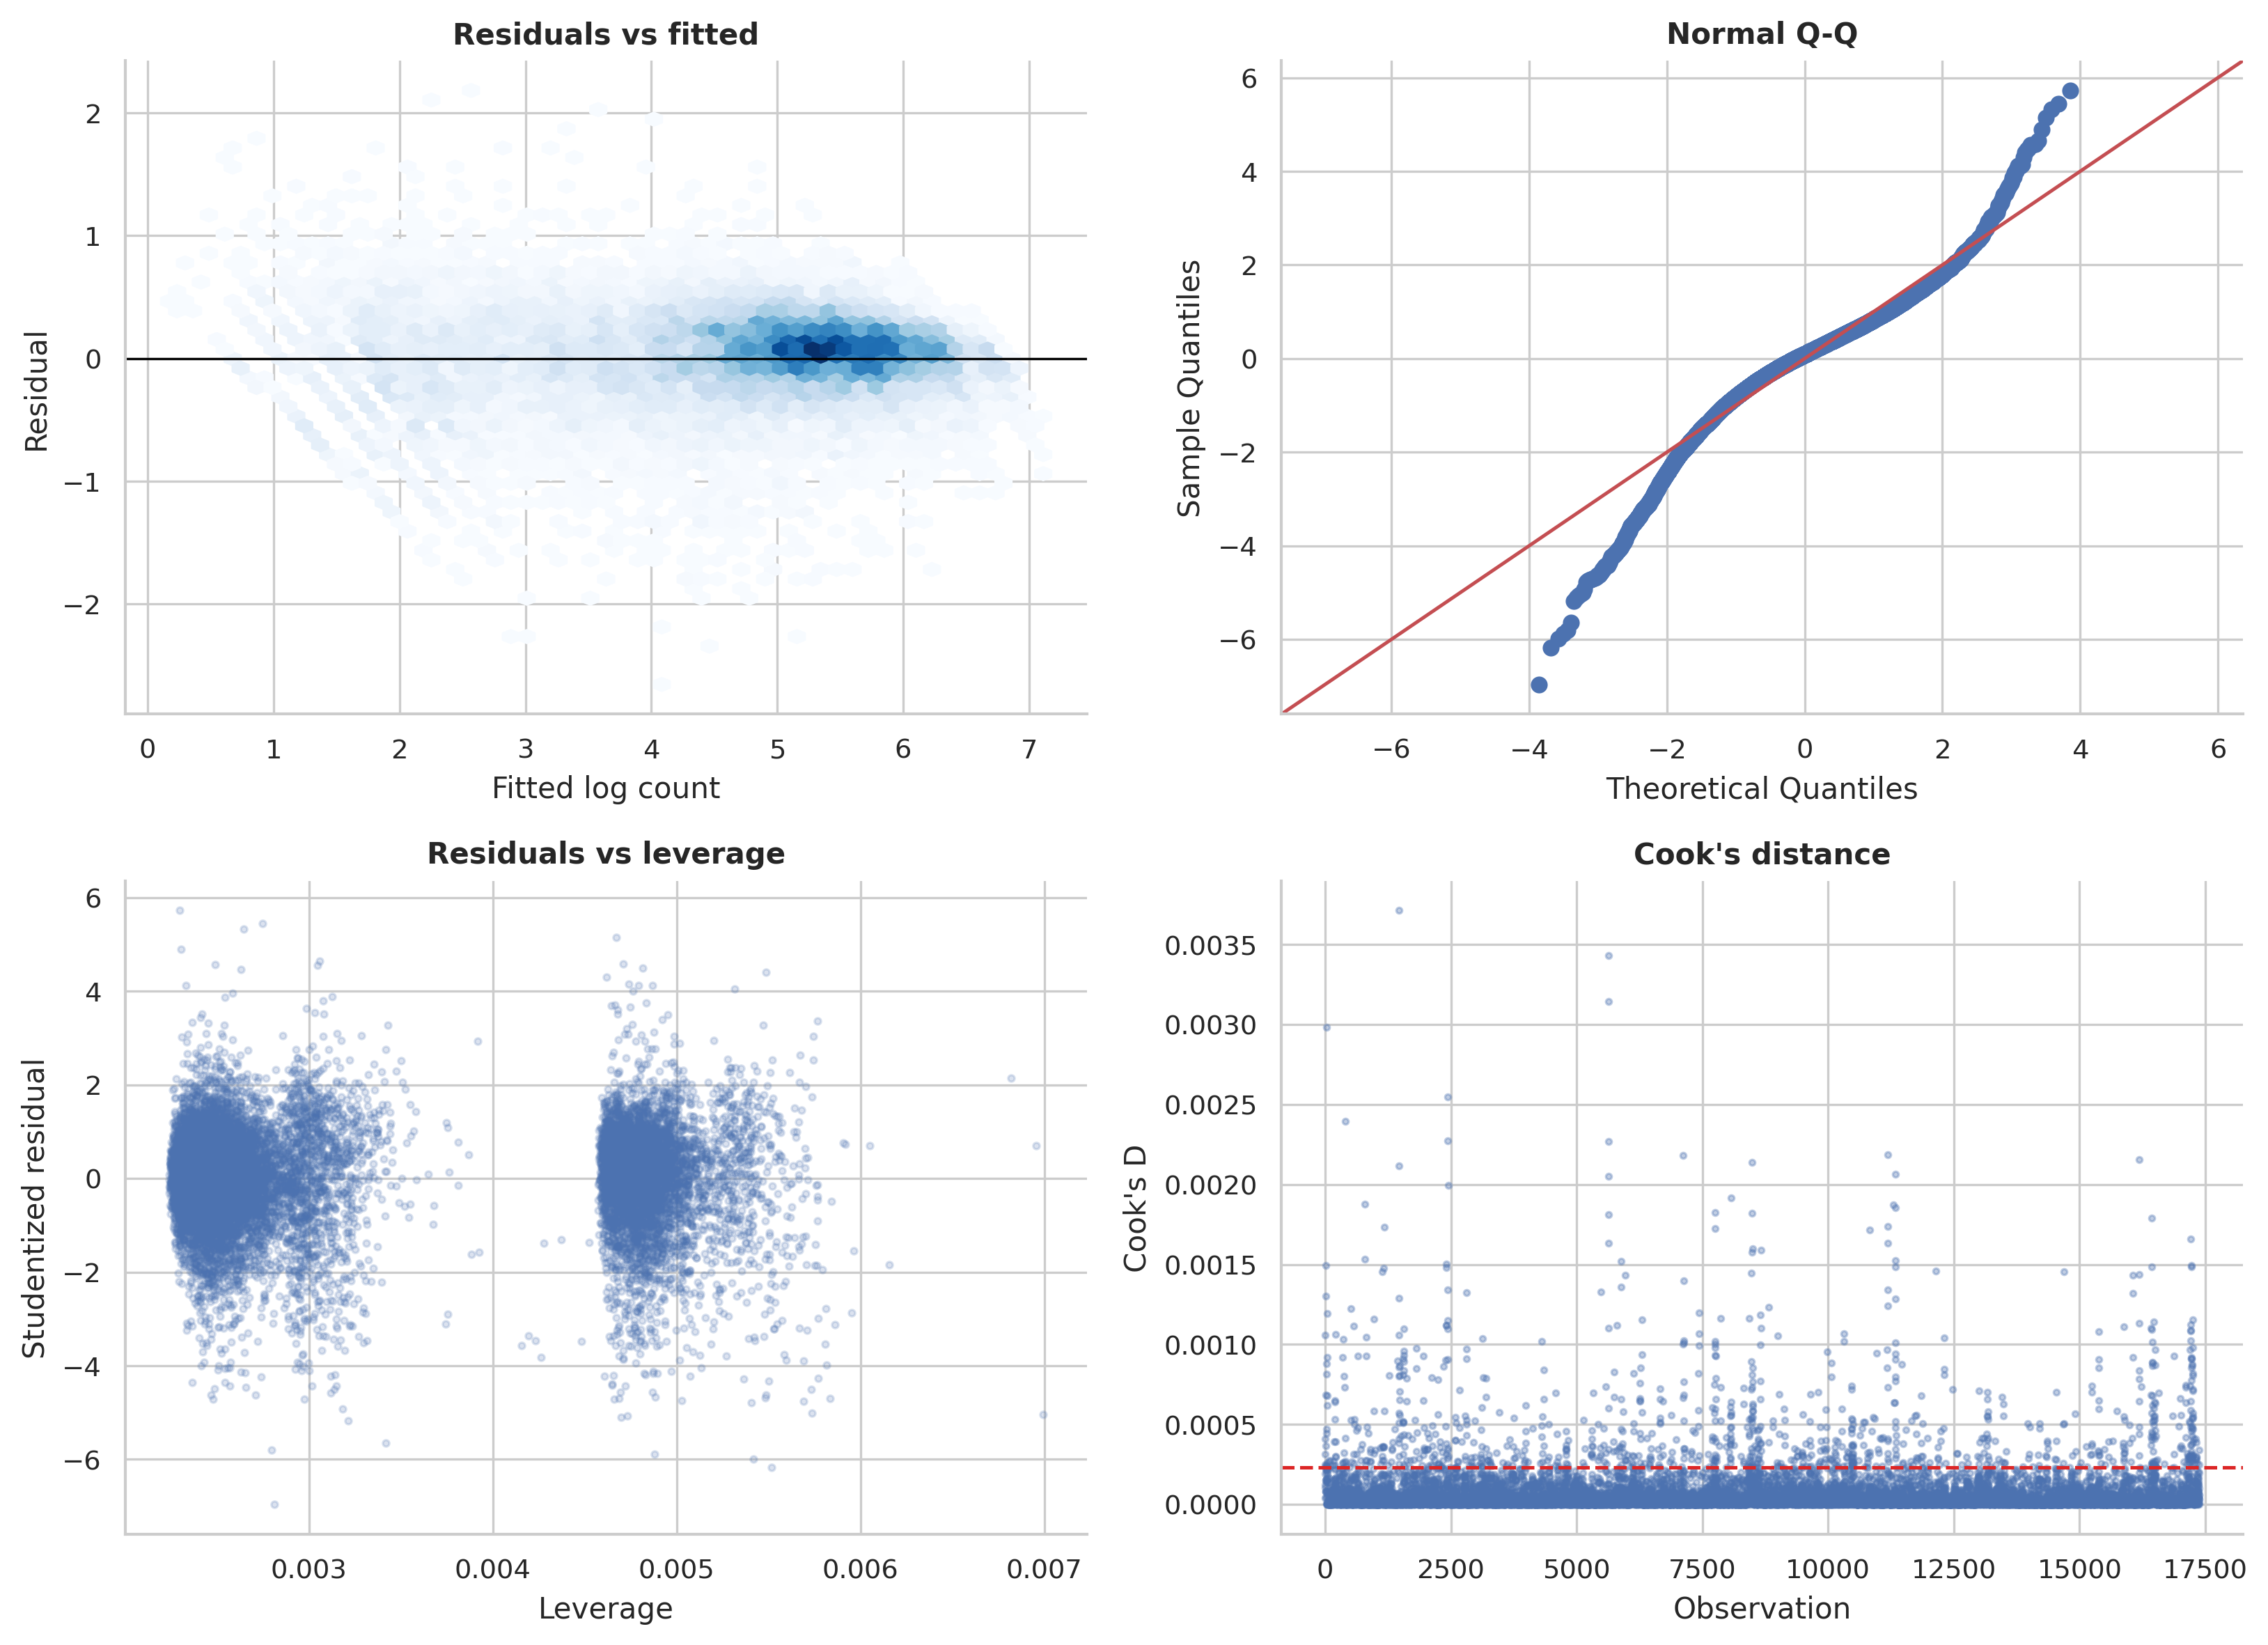 Residuals vs fitted
2
1
0
−1
−2
Residual
0 1 2 3 4 5 6 7
Fitted log count
Normal Q-Q
6
4
2
0
−2
−4
−6
Sample Quantiles
−6 −4 −2 0 2 4 6
Theoretical Quantiles
Residuals vs leverage
6
4
2
0
−2
−4
−6
Studentized residual
0.003 0.004 0.005 0.006 0.007
Leverage
Cook's distance
0.0035
0.0030
0.0025
0.0020
0.0015
0.0010
0.0005
0.0000
Cook's D
0 2500 5000 7500 10000 12500 15000 17500
Observation